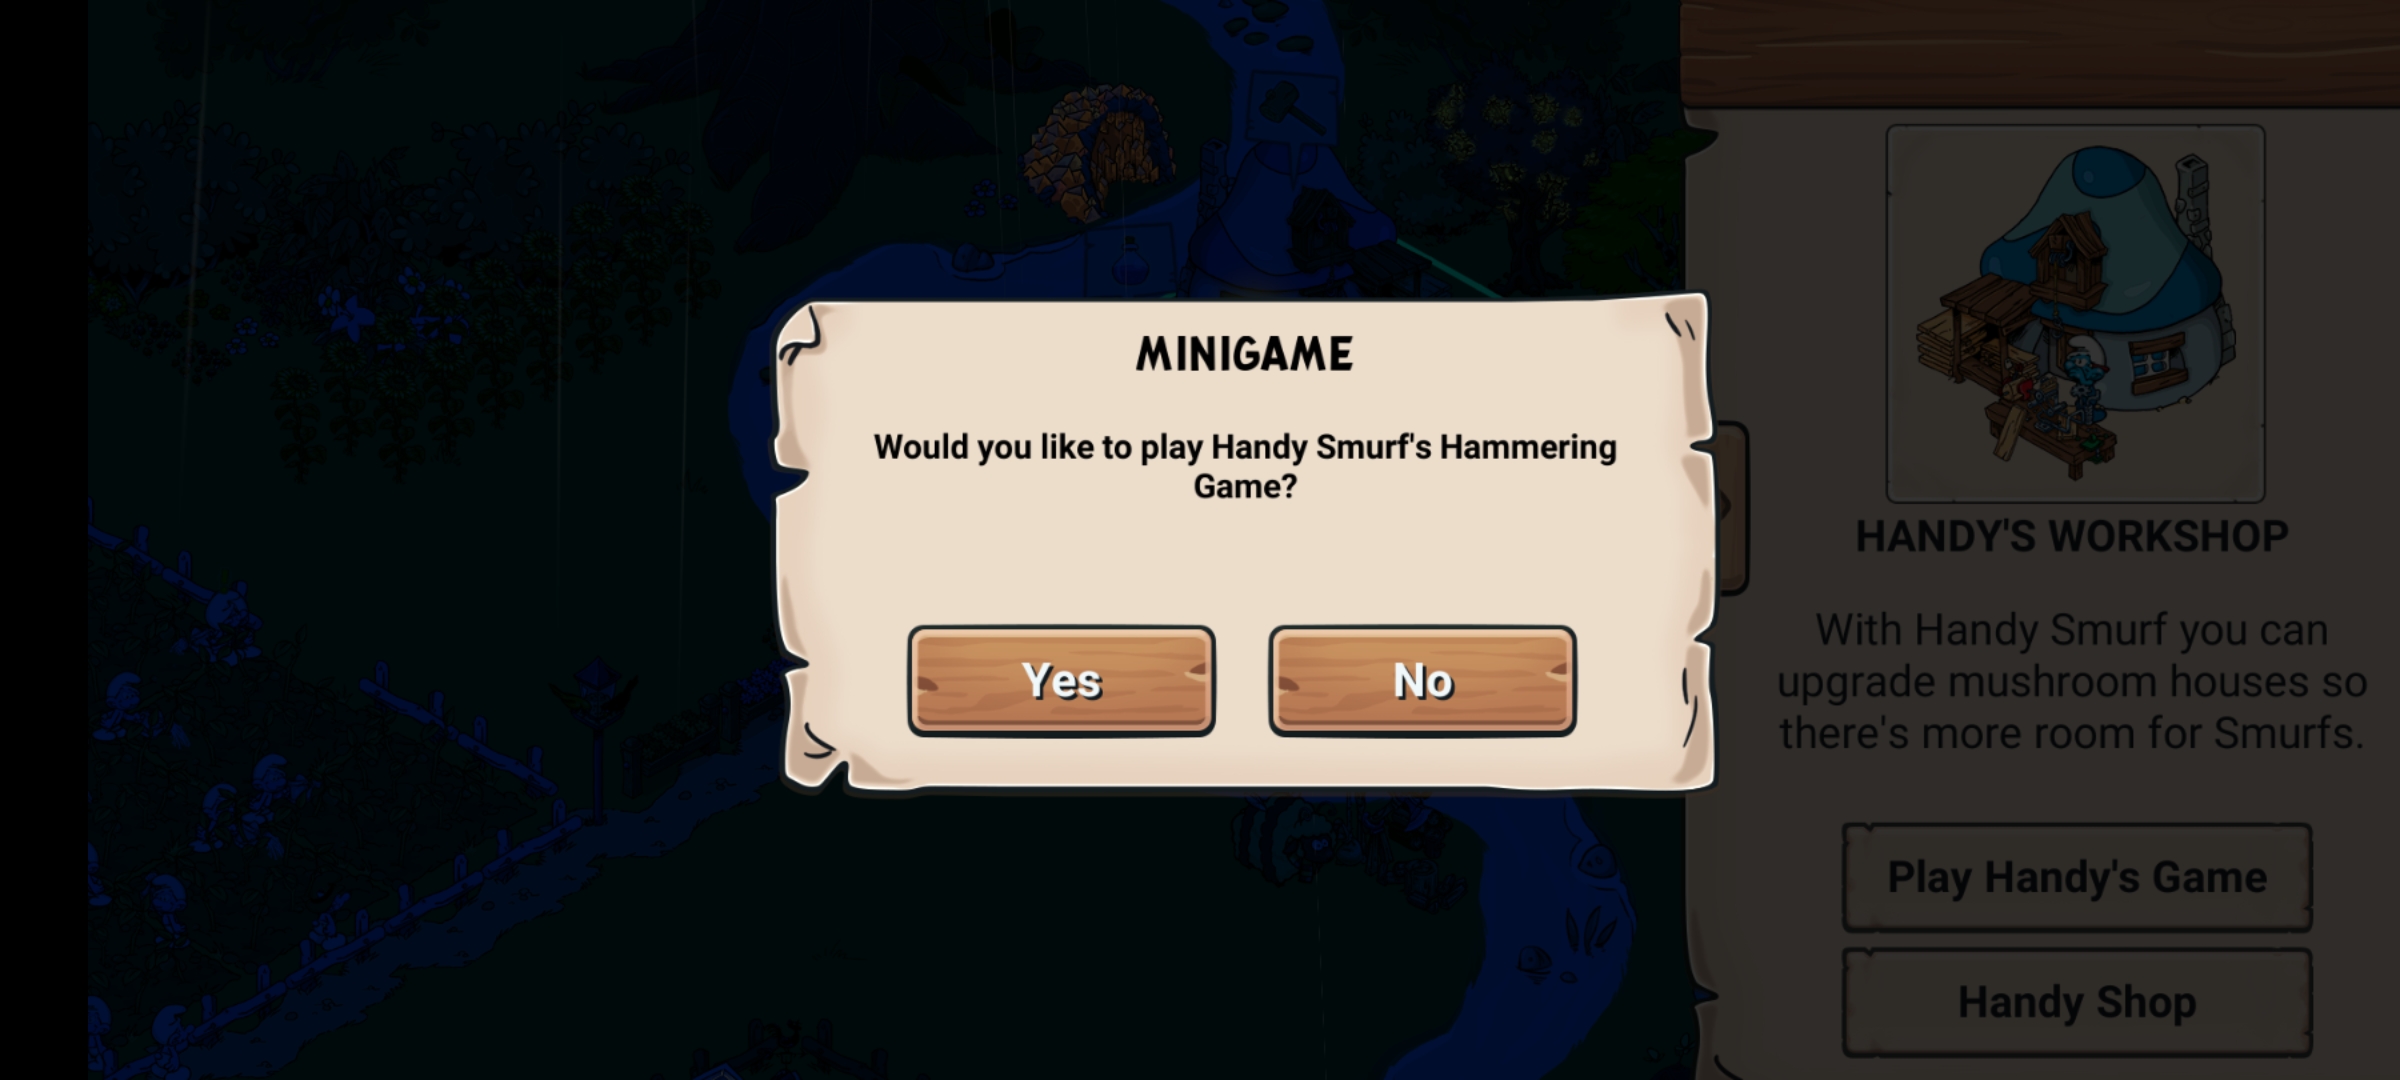 MINIGAME
Would you like to play Handy Smurf's Hammering
Game?
Yes
No
HANDY'S WORKSHOP
With Handy Smurf you can
upgrade mushroom houses so
there's more room for Smurfs.
Play Handy's Game
Handy Shop